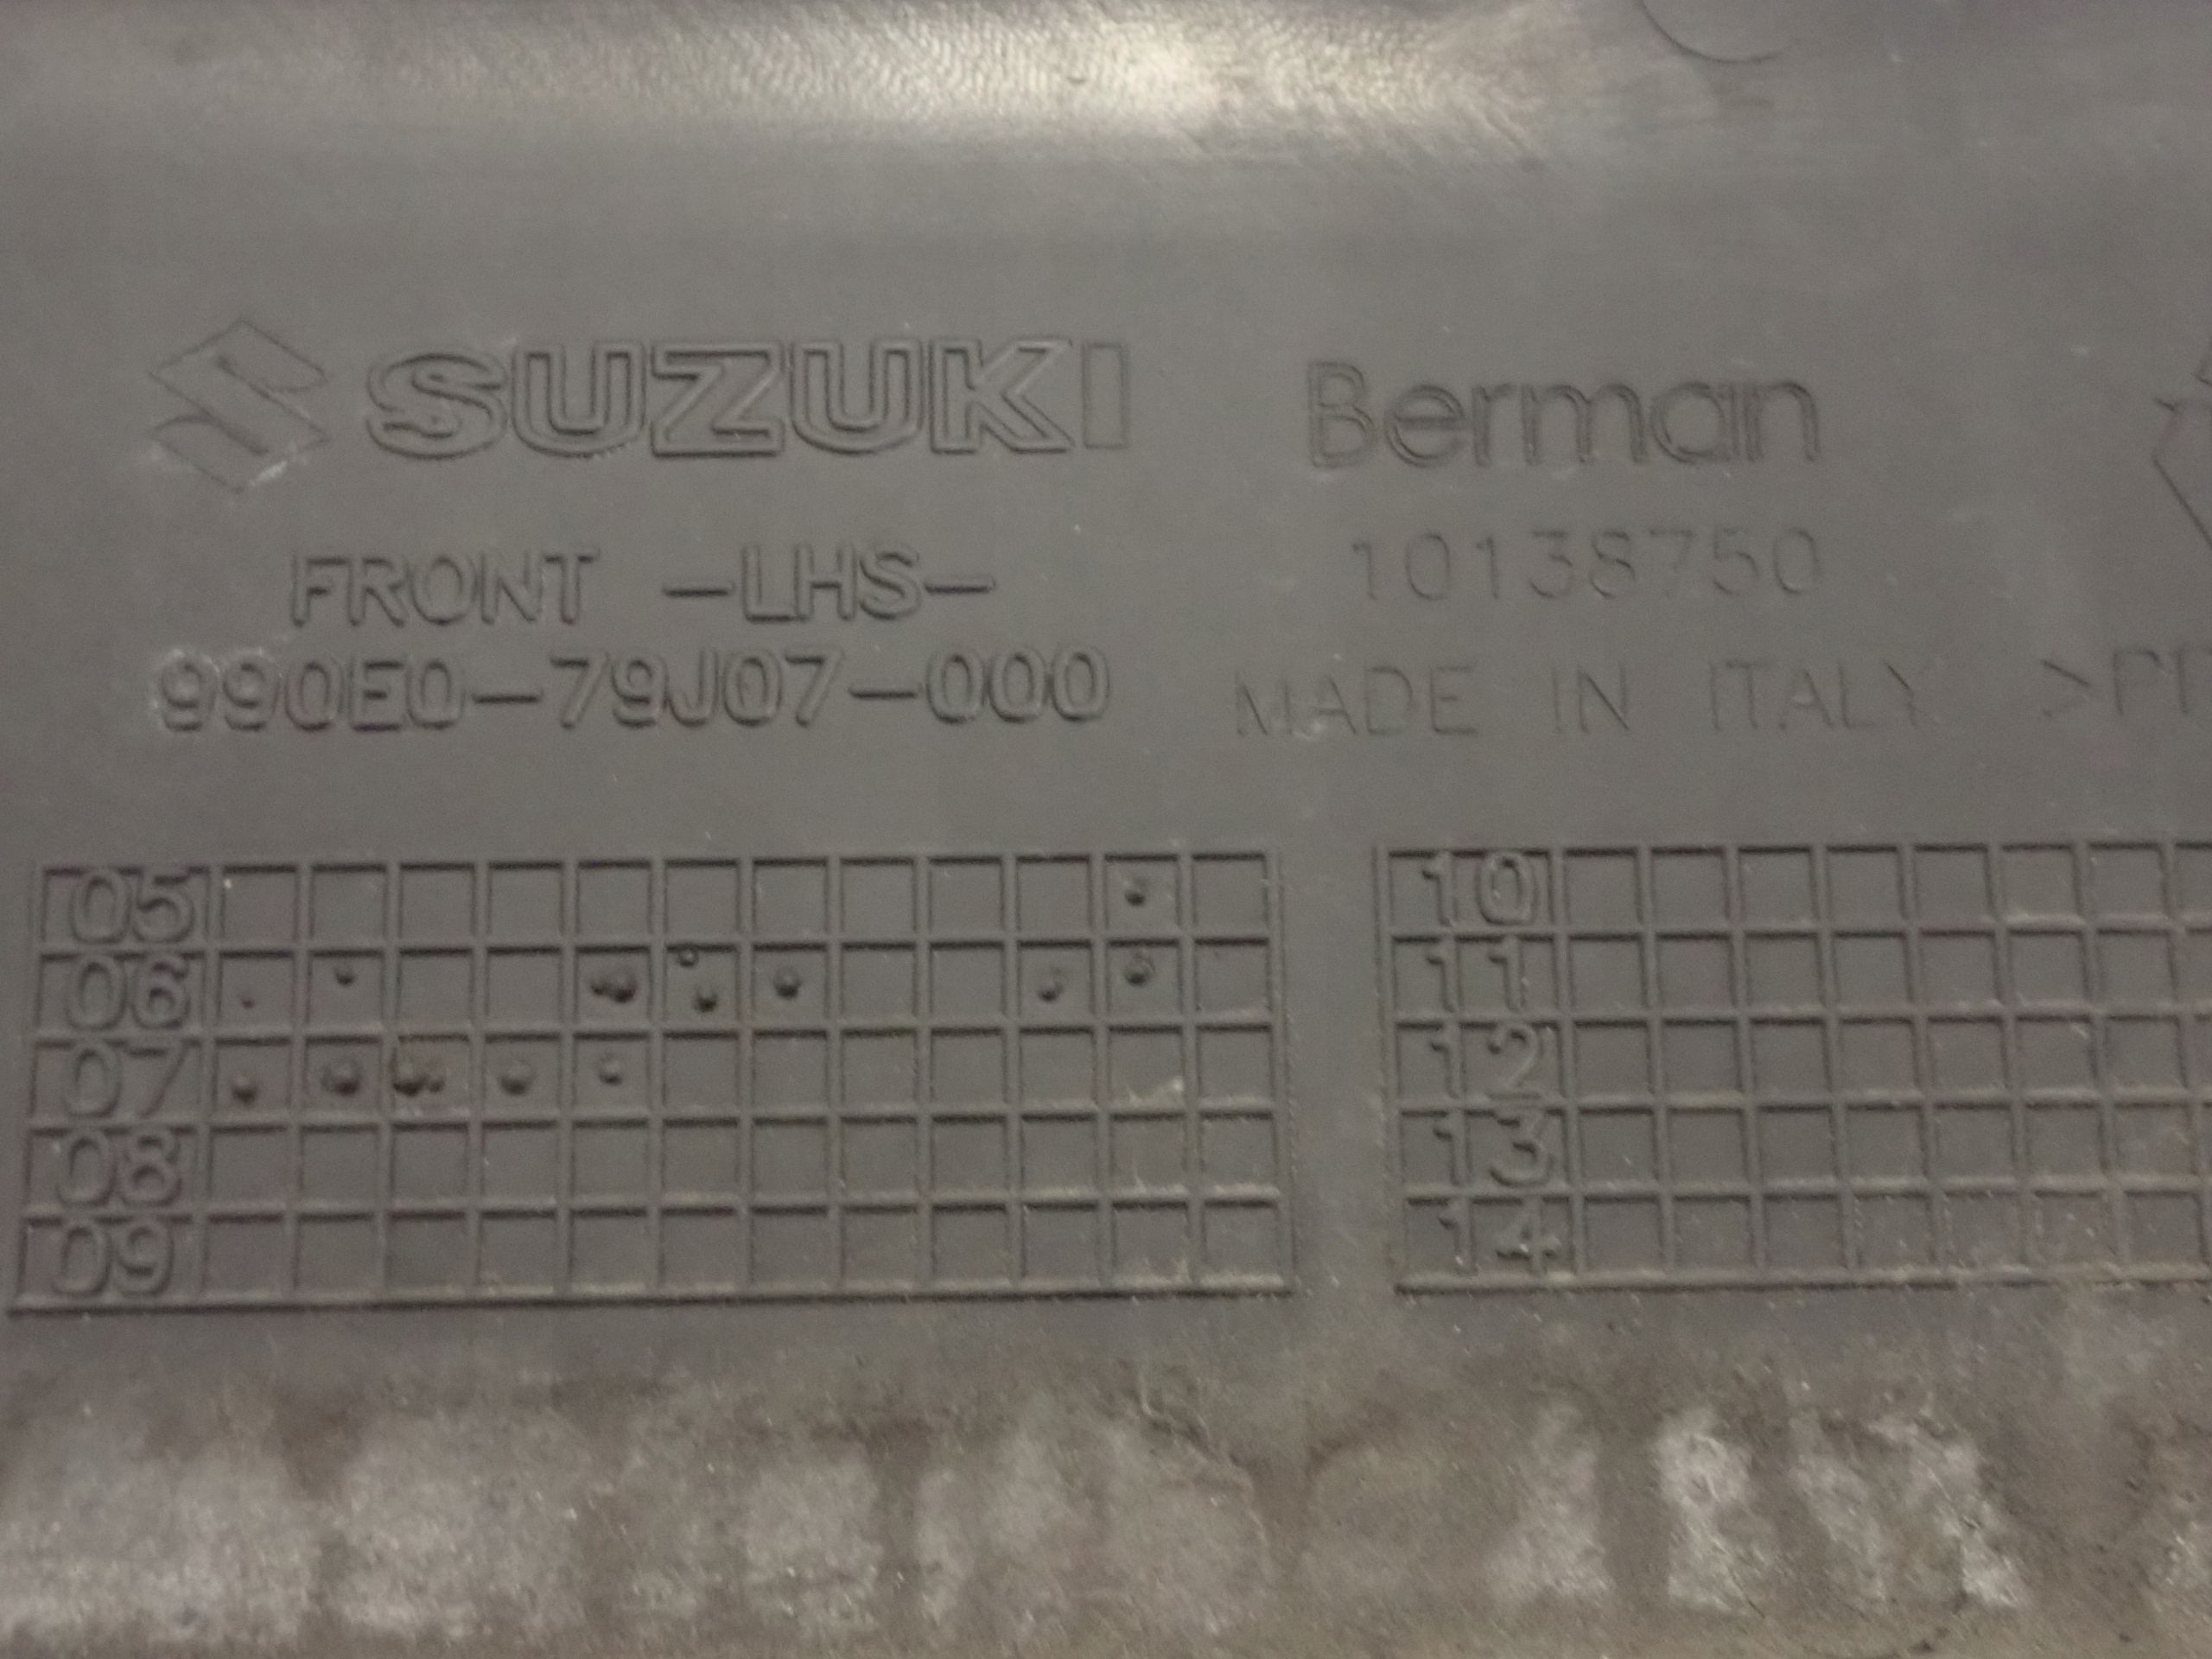 SUZUKI Berman
FRONT -LHS- 10138750
990E0-79J07-000 MADE IN ITALY >PP
05 10
06 11
07 12
08 13
09 14